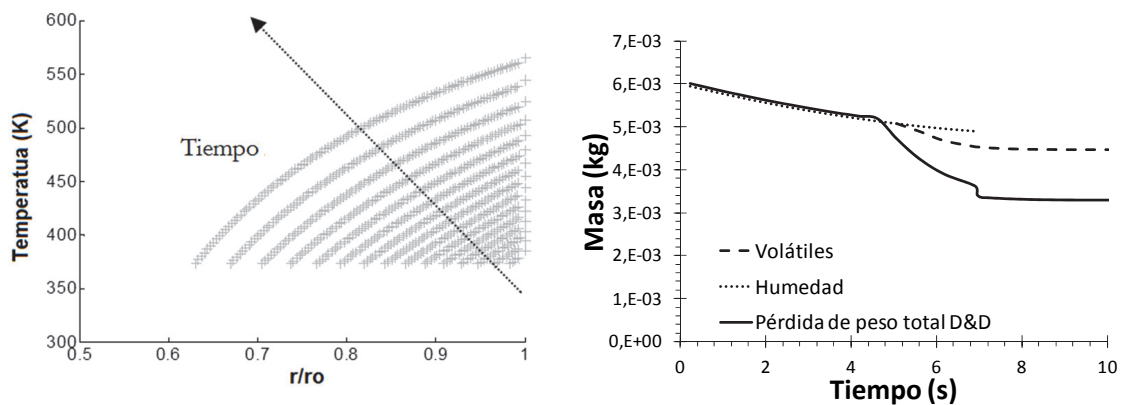 600
550
500
450
400
350
300
Temperatua (K)
Tiempo
0.5
0.6
0.7
0.8
0.9
1
r/ro
7,E-03
6,E-03
5,E-03
4,E-03
3,E-03
2,E-03
1,E-03
0,E+00
Masa (kg)
Volátiles
Humedad
Pérdida de peso total D&D
0
2
4
6
8
10
Tiempo (s)